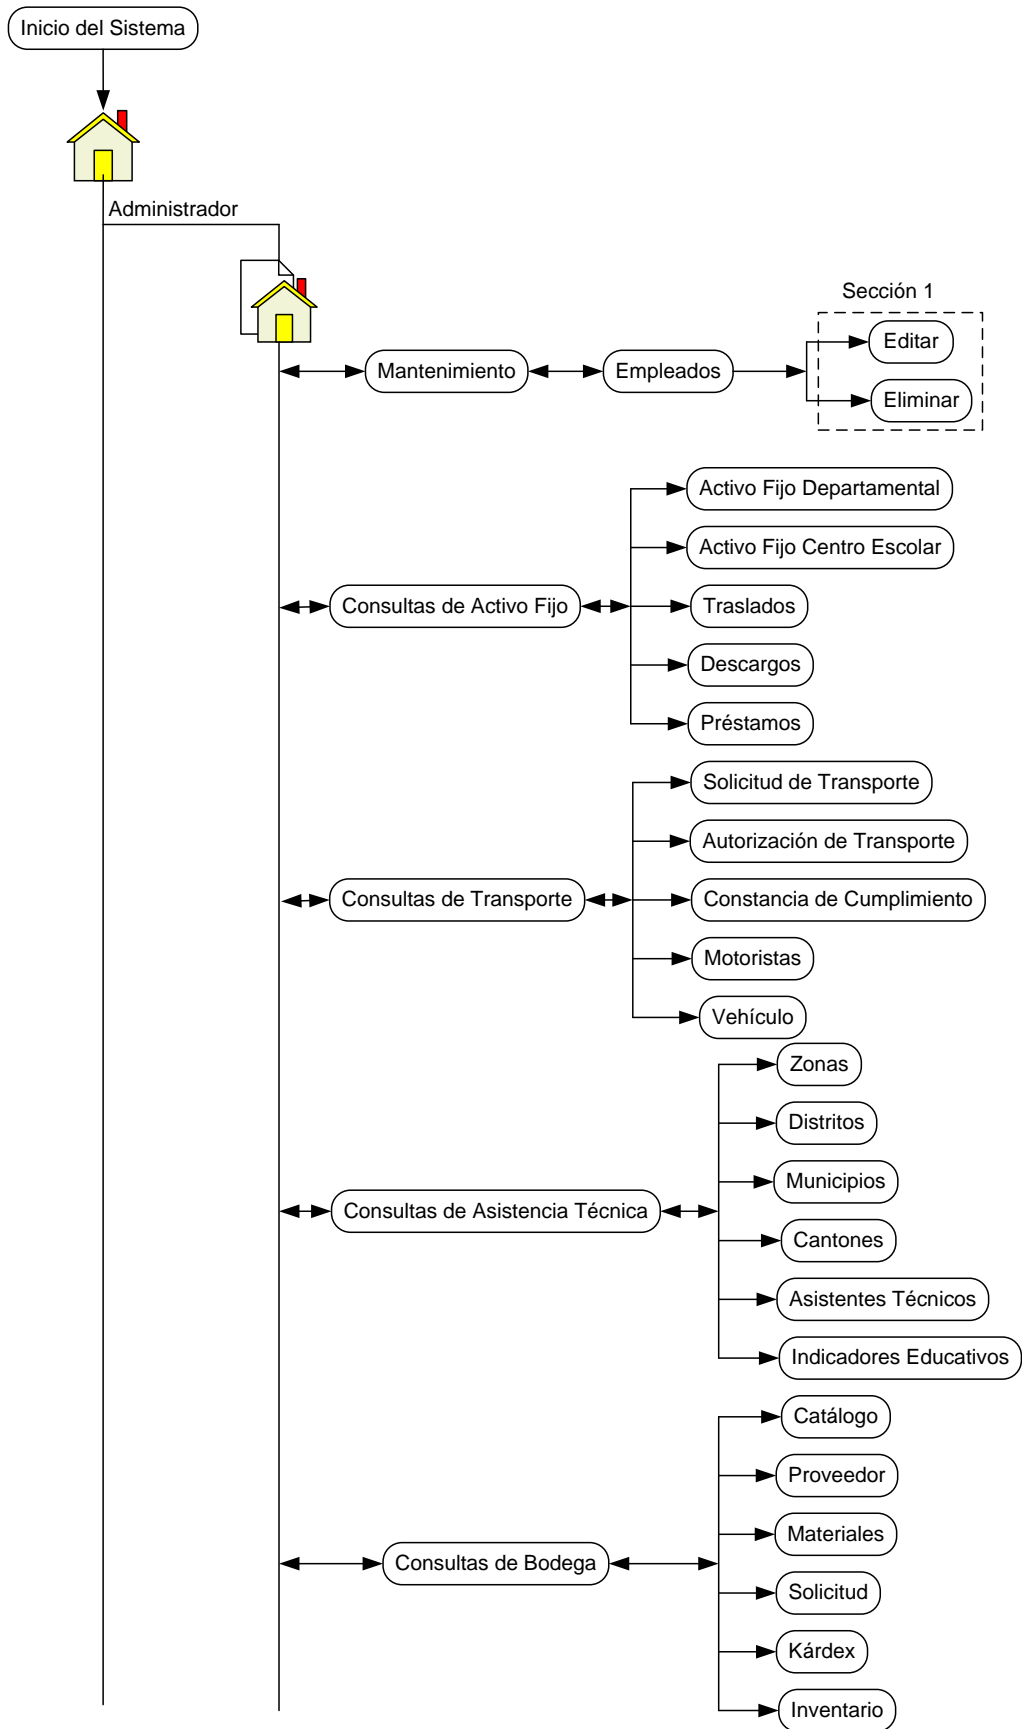 Inicio del Sistema
Administrador
Sección 1
Editar
Mantenimiento
Empleados
Eliminar
Activo Fijo Departamental
Activo Fijo Centro Escolar
Consultas de Activo Fijo
Traslados
Descargos
Préstamos
Solicitud de Transporte
Autorización de Transporte
Consultas de Transporte
Constancia de Cumplimiento
Motoristas
Vehículo
Zonas
Distritos
Municipios
Consultas de Asistencia Técnica
Cantones
Asistentes Técnicos
Indicadores Educativos
Catálogo
Proveedor
Materiales
Consultas de Bodega
Solicitud
Kárdex
Inventario